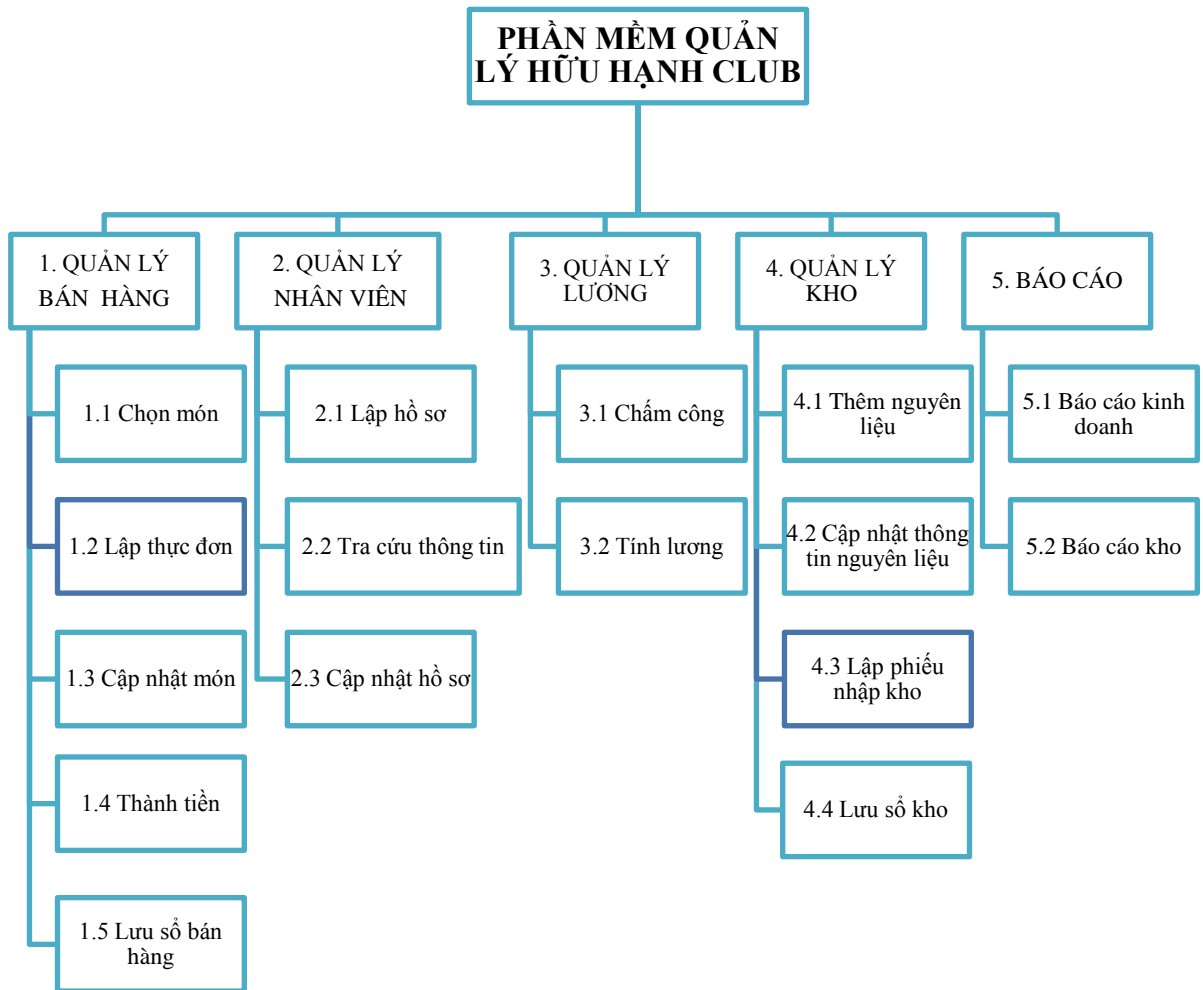 PHẦN MỀM QUẢN
LÝ HỮU HẠNH CLUB
1. QUẢN LÝ
BÁN HÀNG
1.1 Chọn món
1.2 Lập thực đơn
1.3 Cập nhật món
1.4 Thành tiền
1.5 Lưu sổ bán
hàng
2. QUẢN LÝ
NHÂN VIÊN
2.1 Lập hồ sơ
2.2 Tra cứu thông tin
2.3 Cập nhật hồ sơ
3. QUẢN LÝ
LƯƠNG
3.1 Chấm công
3.2 Tính lương
4. QUẢN LÝ
KHO
4.1 Thêm nguyên
liệu
4.2 Cập nhật thông
tin nguyên liệu
4.3 Lập phiếu
nhập kho
4.4 Lưu sổ kho
5. BÁO CÁO
5.1 Báo cáo kinh
doanh
5.2 Báo cáo kho